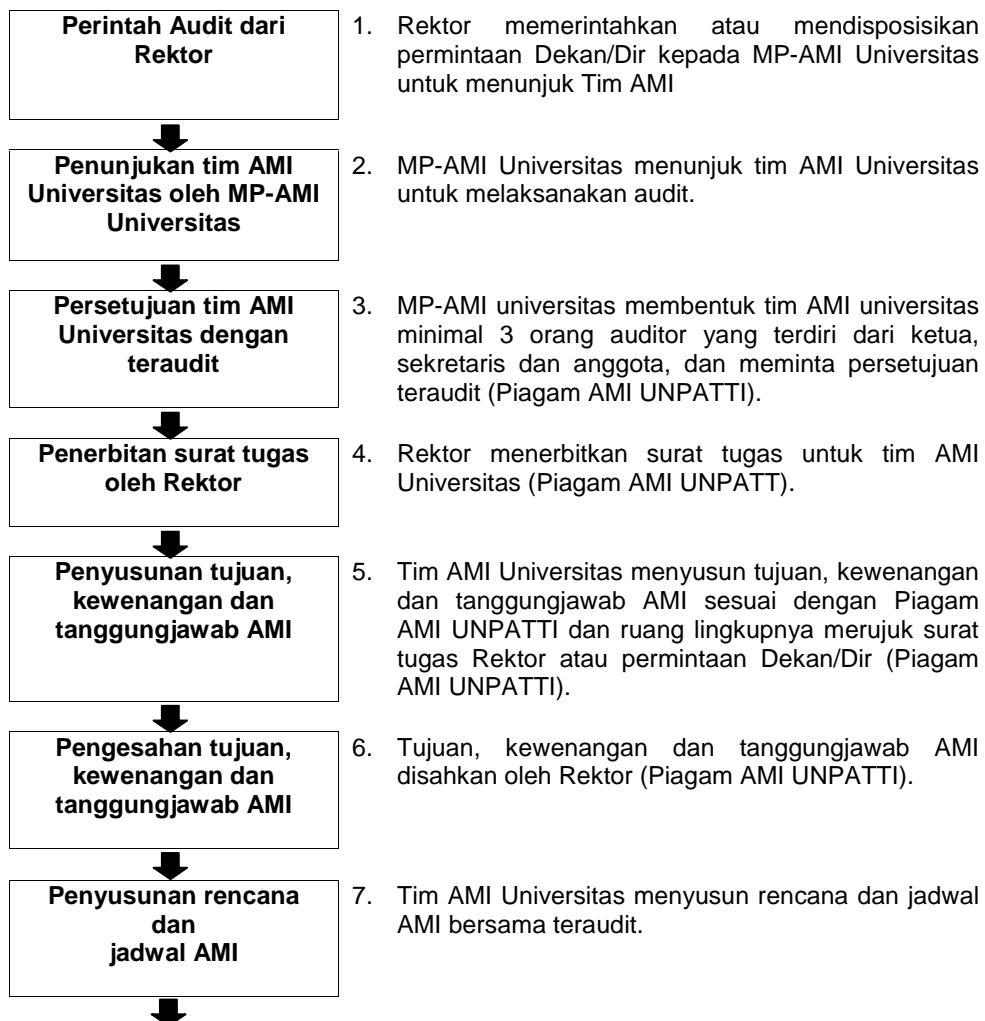 Perintah Audit dari
Rektor
1. Rektor memerintahkan atau mendisposisikan
permintaan Dekan/Dir kepada MP-AMI Universitas
untuk menunjuk Tim AMI
Penunjukan tim AMI
Universitas oleh MP-AMI
Universitas
2. MP-AMI Universitas menunjuk tim AMI Universitas
untuk melaksanakan audit.
Persetujuan tim AMI
Universitas dengan
teraudit
3. MP-AMI universitas membentuk tim AMI universitas
minimal 3 orang auditor yang terdiri dari ketua,
sekretaris dan anggota, dan meminta persetujuan
teraudit (Piagam AMI UNPATTI).
Penerbitan surat tugas
oleh Rektor
4. Rektor menerbitkan surat tugas untuk tim AMI
Universitas (Piagam AMI UNPATT).
Penyusunan tujuan,
kewenangan dan
tanggungjawab AMI
5. Tim AMI Universitas menyusun tujuan, kewenangan
dan tanggungjawab AMI sesuai dengan Piagam
AMI UNPATTI dan ruang lingkupnya merujuk surat
tugas Rektor atau permintaan Dekan/Dir (Piagam
AMI UNPATTI).
Pengesahan tujuan,
kewenangan dan
tanggungjawab AMI
6. Tujuan, kewenangan dan tanggungjawab AMI
disahkan oleh Rektor (Piagam AMI UNPATTI).
Penyusunan rencana
dan
jadwal AMI
7. Tim AMI Universitas menyusun rencana dan jadwal
AMI bersama teraudit.